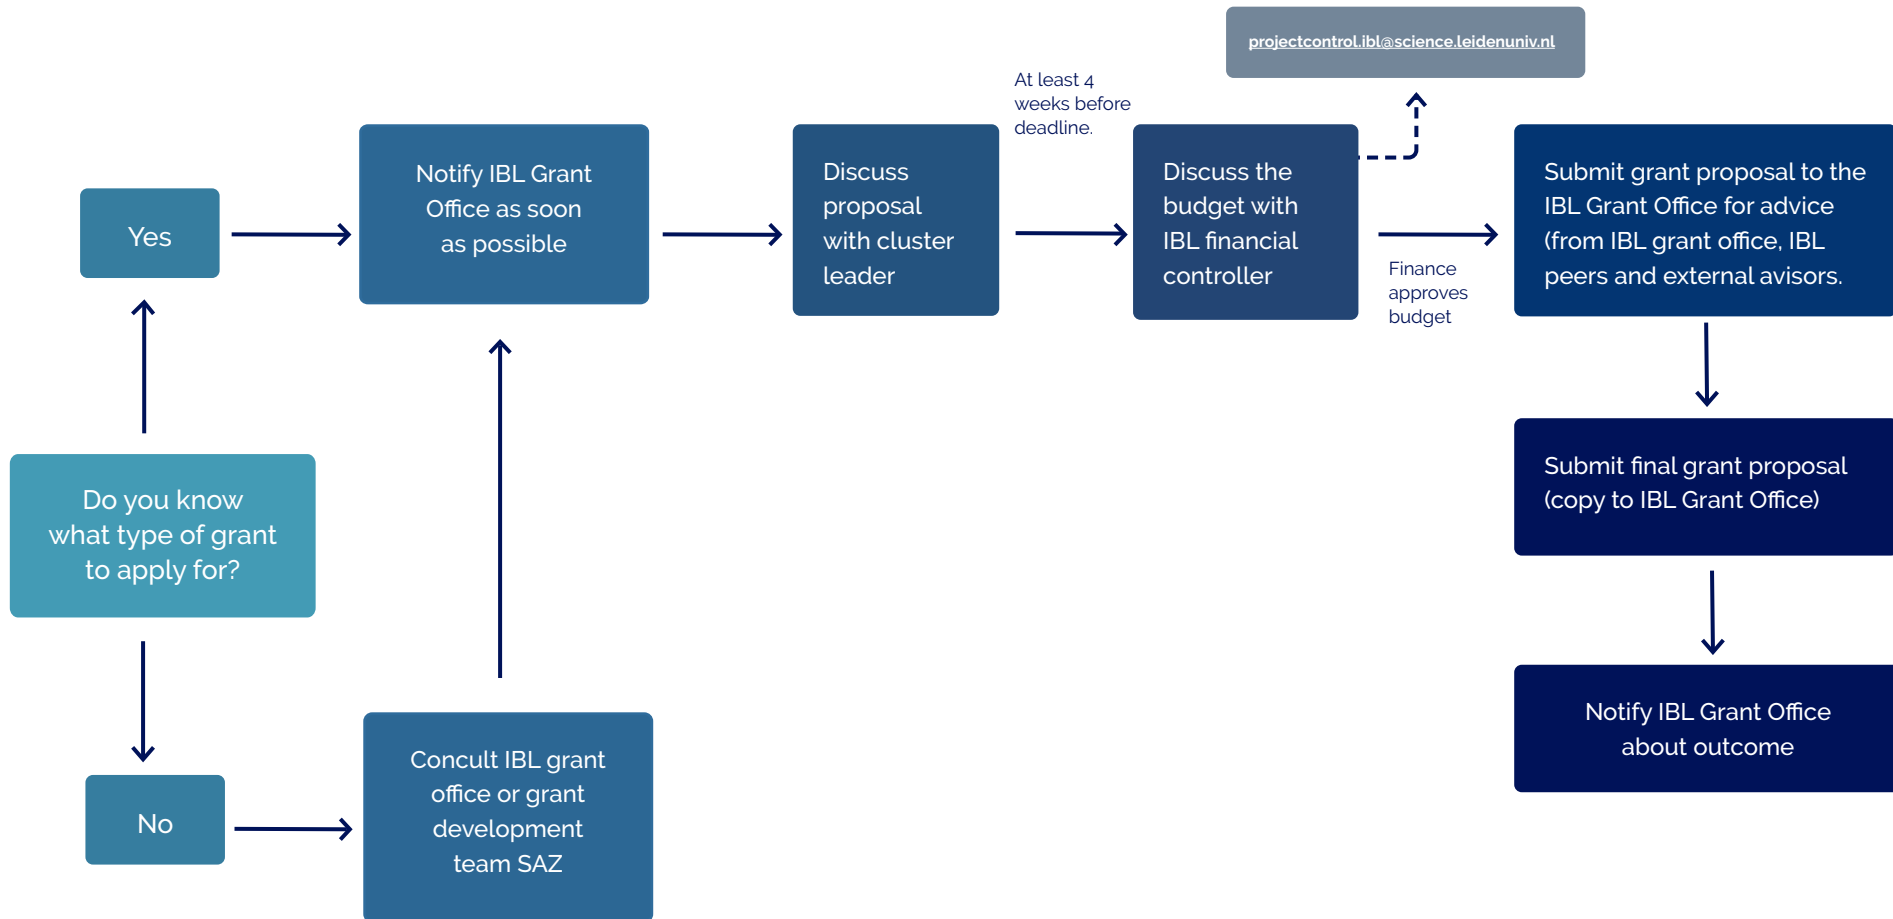 projectcontrol.ibl@science.leidenuniv.nl
At least 4
weeks before
deadline.
Yes
Notify IBL Grant
Office as soon
as possible
Discuss
proposal
with cluster
leader
Discuss the
budget with
IBL financial
controller
Finance
approves
budget
Submit grant proposal to the
IBL Grant Office for advice
(from IBL grant office, IBL
peers and external avisors.
Do you know
what type of grant
to apply for?
Submit final grant proposal
(copy to IBL Grant Office)
No
Concult IBL grant
office or grant
development
team SAZ
Notify IBL Grant Office
about outcome